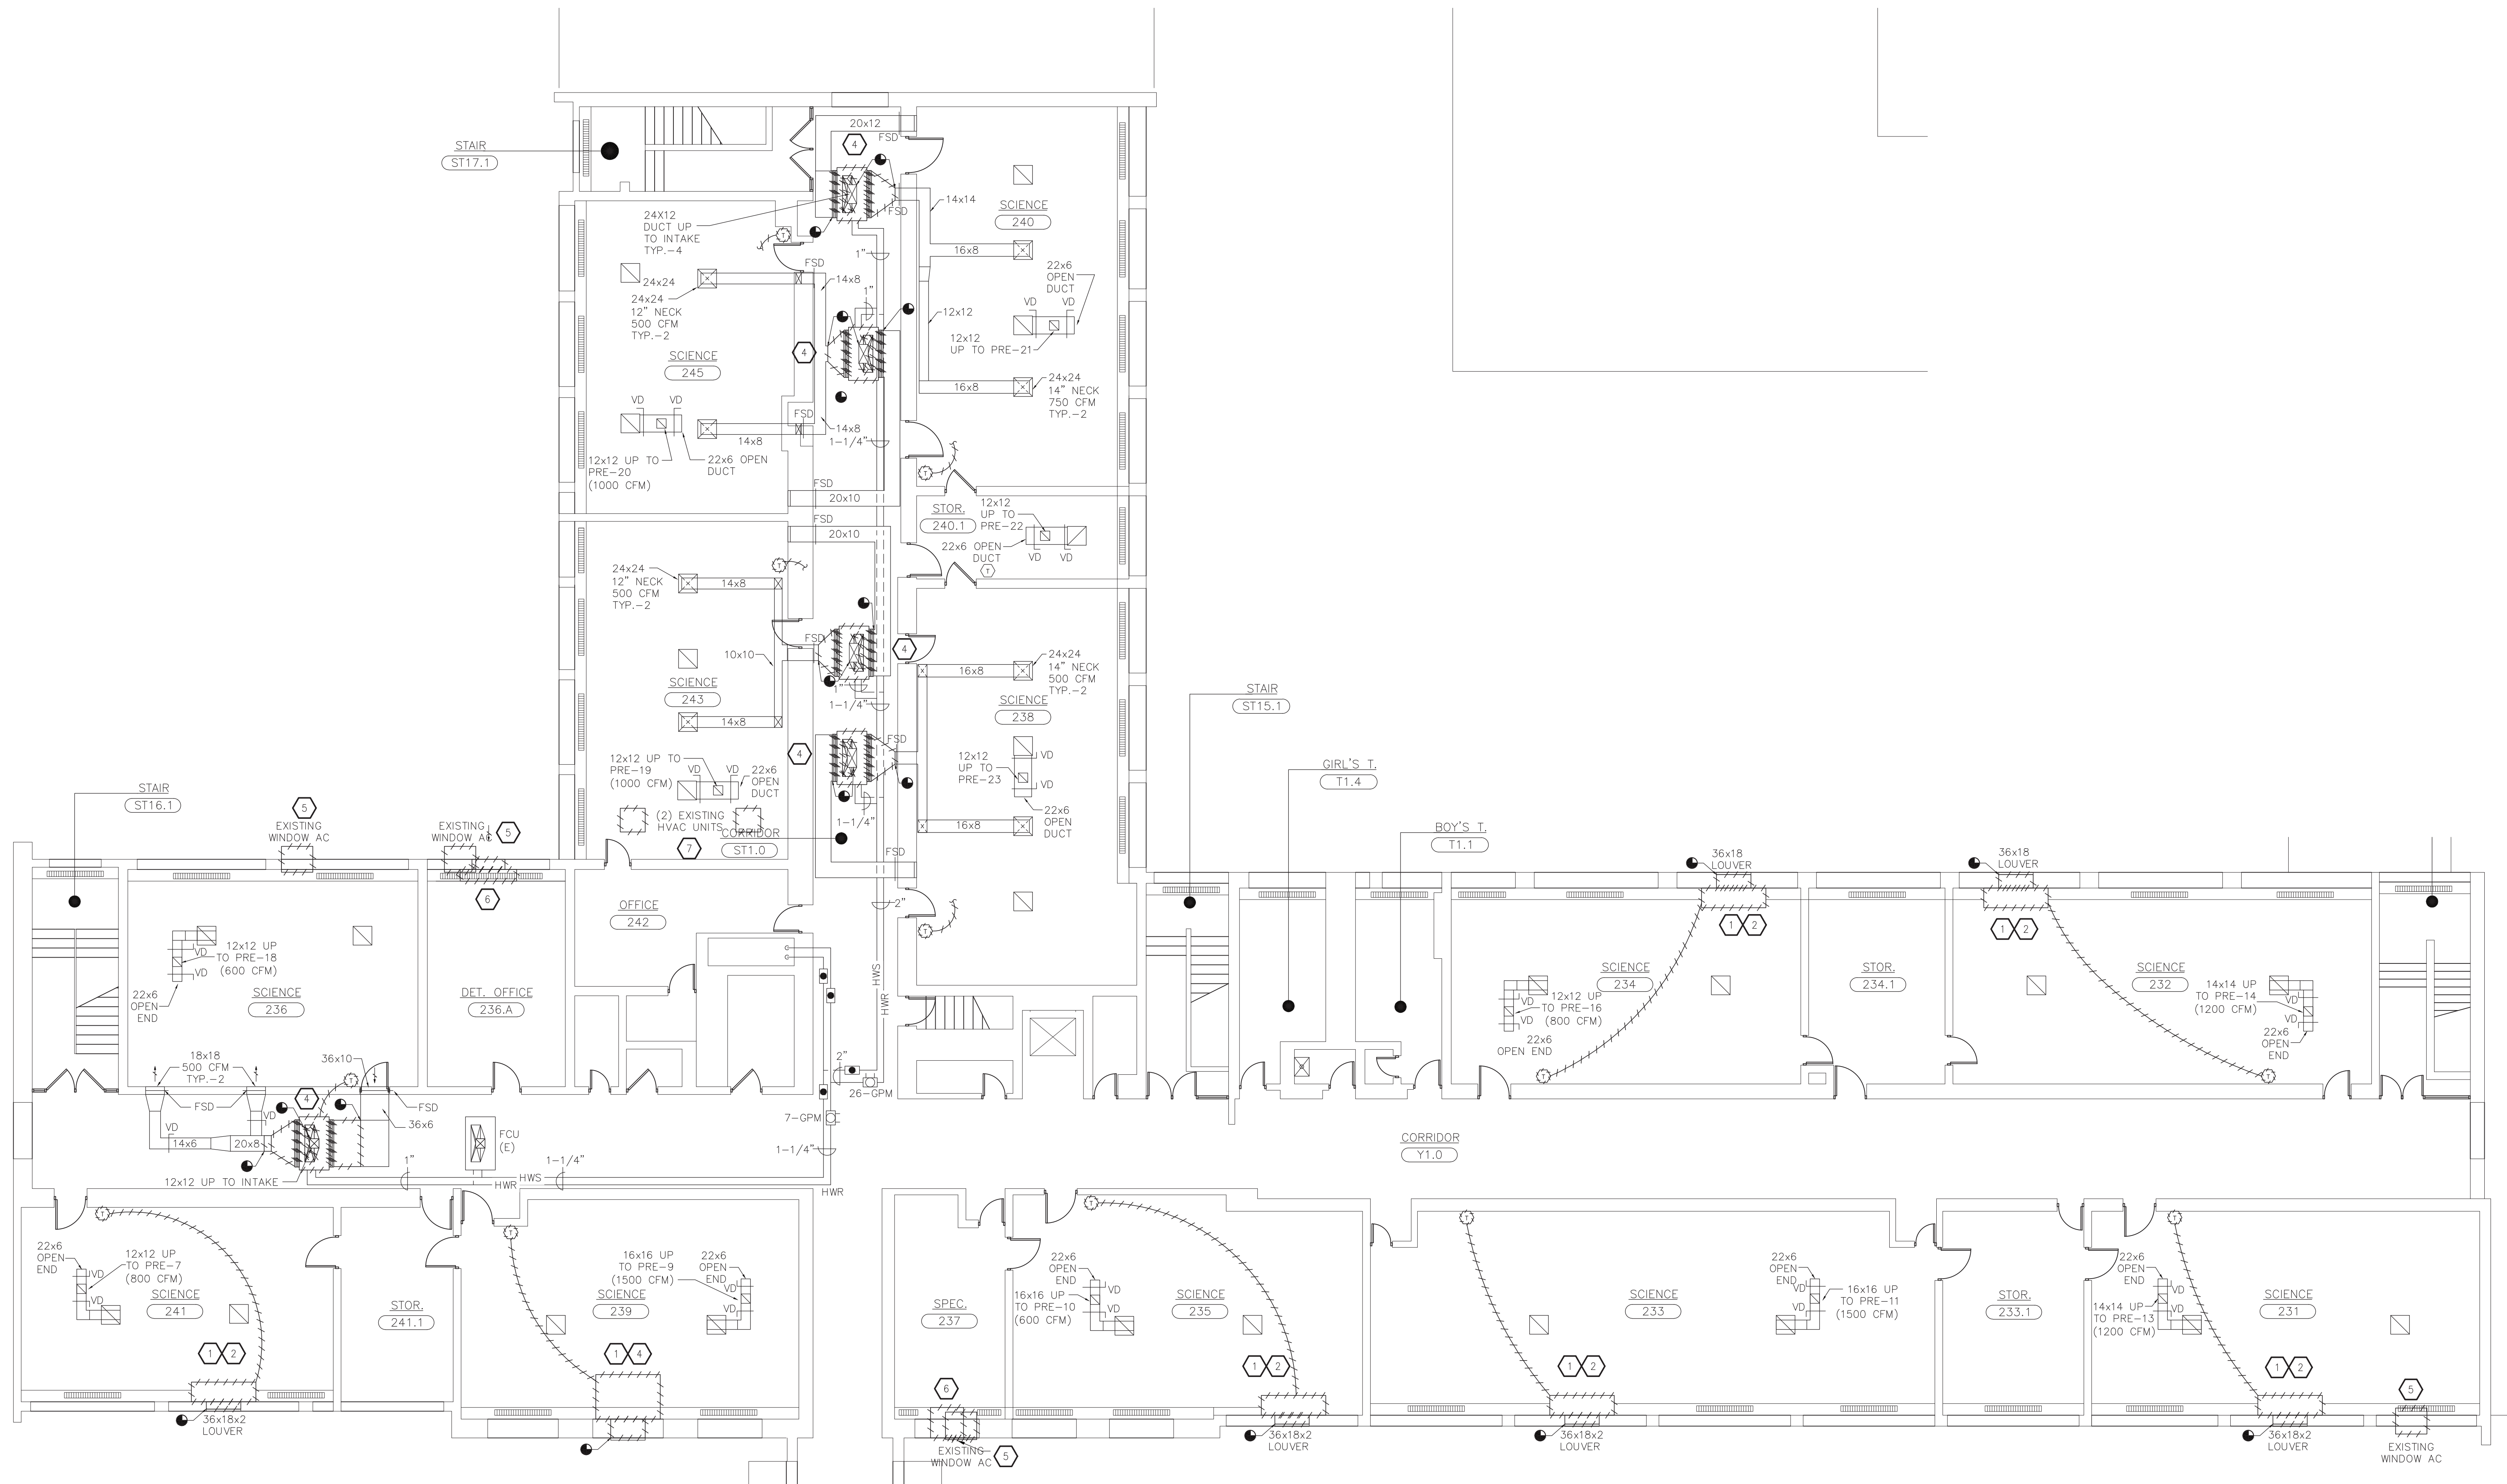 20x12
FSD
4
STAIR
ST17.1
24X12
DUCT UP
TO INTAKE
TYP.-4
FSD
14x14
SCIENCE
240
T
1"
16x8
FSD
24x24
14x8
22x6
OPEN
DUCT
24x24
12" NECK
500 CFM
TYP.-2
1"
VD VD
12x12
12x12
UP TO PRE-21
4
SCIENCE
245
16x8
24x24
14" NECK
750 CFM
TYP.-2
VD VD
FSD
14x8
14x8
1-1/4"
12x12 UP TO
PRE-20
(1000 CFM)
22x6 OPEN
DUCT
T
FSD
20x10
STOR.
240.1
12x12
UP TO
PRE-22
FSD
20x10
22x6 OPEN
DUCT
VD VD
T
T
24x24
12" NECK
500 CFM
TYP.-2
14x8
FSD
4
10x10
SCIENCE
243
14x8
1"
1-1/4"
16x8
24x24
14" NECK
500 CFM
TYP.-2
SCIENCE
238
STAIR
ST15.1
4
FSD
12x12
UP TO
PRE-23
VD
VD
12x12 UP TO
PRE-19
(1000 CFM)
VD VD
22x6
OPEN
DUCT
22x6
OPEN
DUCT
GIRL'S T.
T1.4
(2) EXISTING
HVAC UNITS
1-1/4"
16x8
CORRIDOR
ST1.0
7
FSD
BOY'S T.
T1.1
STAIR
ST16.1
5
EXISTING
WINDOW AC
EXISTING
WINDOW AC
5
6
36x18
LOUVER
36x18
LOUVER
OFFICE
242
2"
T
1 2
1 2
12x12 UP
TO PRE-18
(600 CFM)
VD
VD
22x6
OPEN
END
SCIENCE
236
DET. OFFICE
236.A
HWS
HWR
SCIENCE
234
12x12 UP
TO PRE-16
(800 CFM)
VD
VD
22x6
OPEN END
STOR.
234.1
SCIENCE
232
14x14 UP
TO PRE-14
(1200 CFM)
VD
VD
22x6
OPEN
END
18x18
500 CFM
TYP.-2
36x10
T
2"
T
T
4
FSD
FSD
26-GPM
7-GPM
VD
36x6
VD
14x6
20x8
FCU
(E)
CORRIDOR
Y1.0
1-1/4"
1"
1-1/4"
12x12 UP TO INTAKE
HWS
HWR
HWR
T
T
T
T
T
22x6
OPEN
END
12x12 UP
TO PRE-7
(800 CFM)
VD
VD
SCIENCE
241
STOR.
241.1
16x16 UP
TO PRE-9
(1500 CFM)
22x6
OPEN
END
VD
VD
SCIENCE
239
SPEC.
237
22x6
OPEN
END
16x16 UP
TO PRE-10
(600 CFM)
VD
VD
SCIENCE
235
SCIENCE
233
22x6
OPEN
END
VD
VD
16x16 UP
TO PRE-11
(1500 CFM)
STOR.
233.1
22x6
OPEN
END
14x14 UP
TO PRE-13
(1200 CFM)
VD
VD
SCIENCE
231
1 2
1 4
1 2
1 2
1 2
6
5
36x18x2
LOUVER
EXISTING
WINDOW AC
5
36x18x2
LOUVER
36x18x2
LOUVER
36x18x2
LOUVER
EXISTING
WINDOW AC